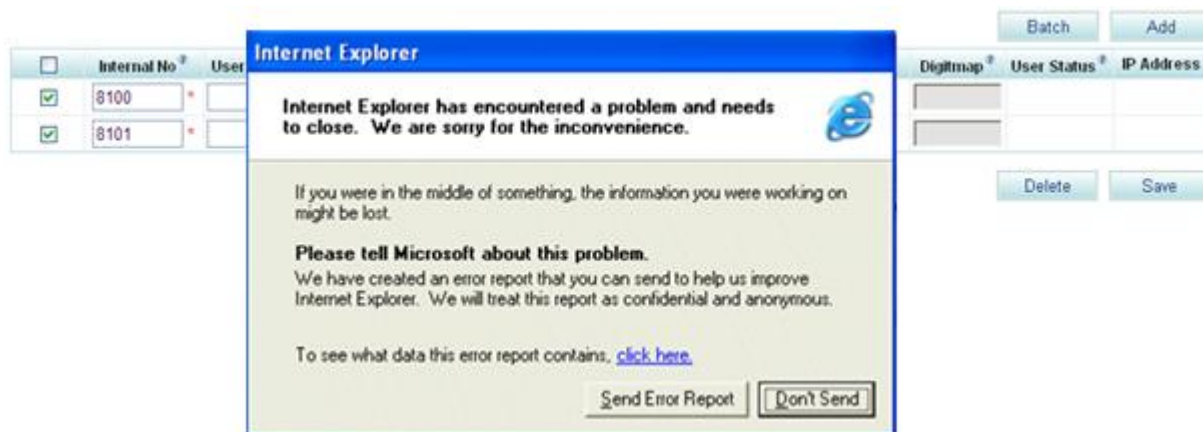 Batch Add
Internal No ? User Digitmap ? User Status ? IP Address
8100 *
8101 *
Delete Save
Internet Explorer
Internet Explorer has encountered a problem and needs
to close. We are sorry for the inconvenience.
If you were in the middle of something, the information you were working on
might be lost.
Please tell Microsoft about this problem.
We have created an error report that you can send to help us improve
Internet Explorer. We will treat this report as confidential and anonymous.
To see what data this error report contains, click here.
Send Error Report Don't Send